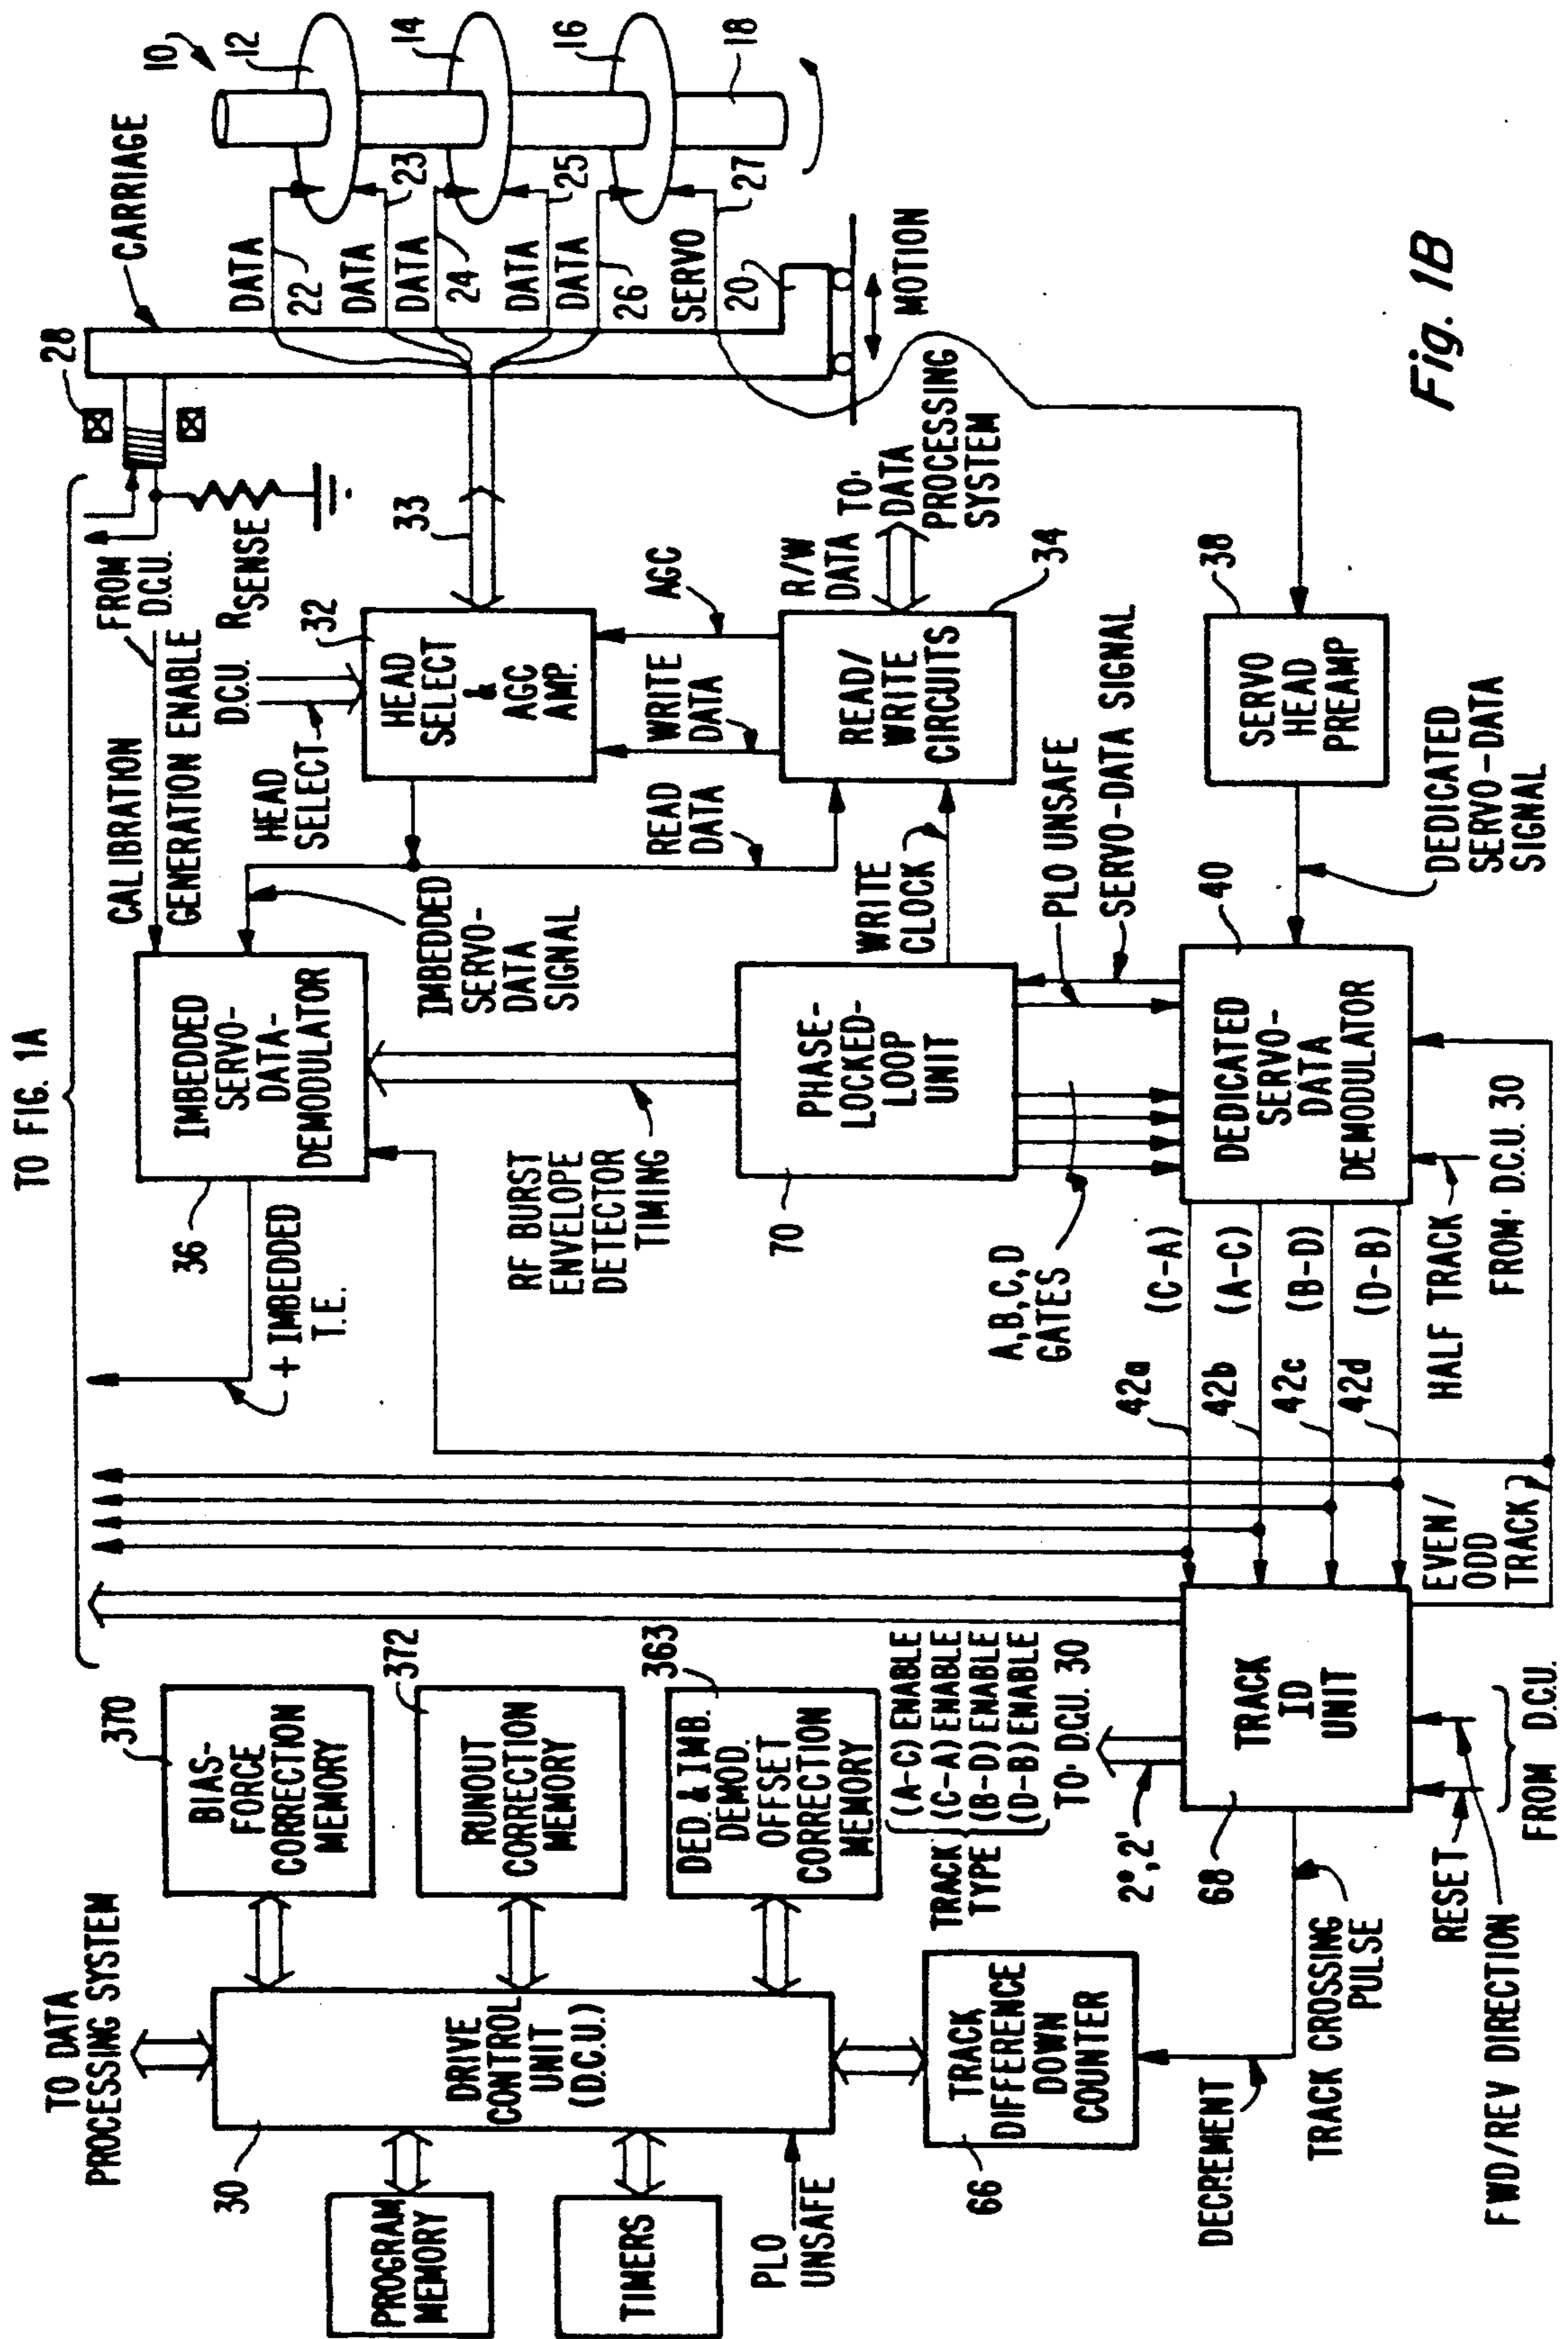 TO FIG. 1A
TO DATA
PROCESSING SYSTEM
30
PROGRAM
MEMORY
TIMERS
PLO
UNSAFE
DRIVE
CONTROL
UNIT
(D.C.U.)
370
BIAS-
FORCE
CORRECTION
MEMORY
372
RUNOUT
CORRECTION
MEMORY
363
DED. & IMB.
DEMOD.
OFFSET
CORRECTION
MEMORY
66
TRACK
DIFFERENCE
DOWN
COUNTER
DECREMENT
TRACK CROSSING
PULSE
TRACK
TYPE
(A-C) ENABLE
(C-A) ENABLE
(B-D) ENABLE
(D-B) ENABLE
TO D.C.U. 30
2°, 2'
68
TRACK
ID
UNIT
RESET
FWD/REV DIRECTION
FROM D.C.U.
EVEN/
ODD
TRACK
36
IMBEDDED
SERVO-
DATA-
DEMODULATOR
+ IMBEDDED
T.E.
CALIBRATION
GENERATION ENABLE
FROM
D.C.U.
IMBEDDED
SERVO-
DATA
SIGNAL
RF BURST
ENVELOPE
DETECTOR
TIMING
70
PHASE-
LOCKED-
LOOP
UNIT
A,B,C,D
GATES
WRITE
CLOCK
PLO UNSAFE
SERVO-DATA SIGNAL
40
DEDICATED
SERVO-
DATA
DEMODULATOR
42a
(C-A)
42b
(A-C)
42c
(B-D)
42d
(D-B)
HALF TRACK
FROM D.C.U. 30
D.C.U.
HEAD
SELECT
RSENSE
32
HEAD
SELECT
&
AGC
AMP.
READ
DATA
WRITE
DATA
AGC
READ/
WRITE
CIRCUITS
34
R/W
DATA
TO
DATA
PROCESSING
SYSTEM
38
SERVO
HEAD
PREAMP
DEDICATED
SERVO-DATA
SIGNAL
28
33
CARRIAGE
10
12
14
16
18
DATA
22
DATA
23
DATA
24
DATA
25
DATA
26
SERVO
27
20
MOTION
Fig. 1B